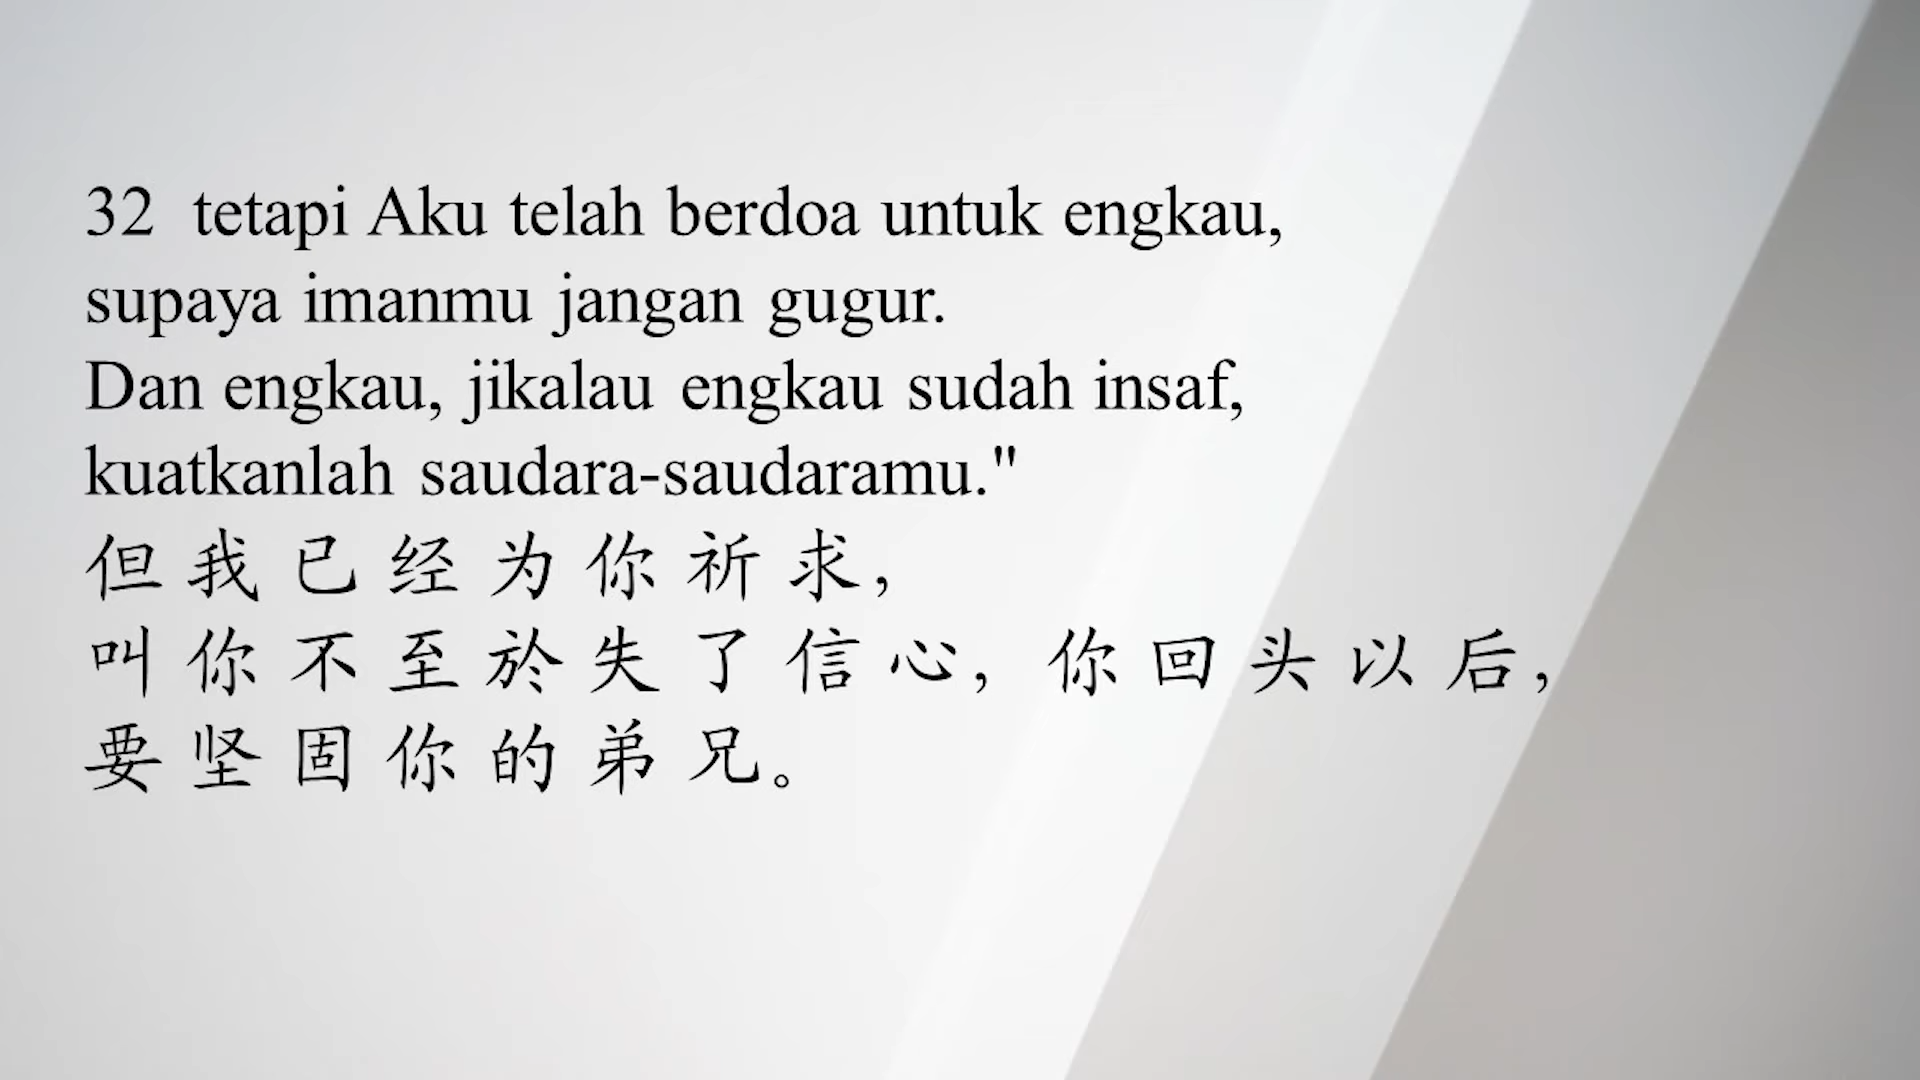 32 tetapi Aku telah berdoa untuk engkau,
supaya imanmu jangan gugur.
Dan engkau, jikalau engkau sudah insaf,
kuatkanlah saudara-saudaramu."
但 我 已 经 为 你 祈 求，
叫 你 不 至 於 失 了 信 心，你 回 头 以 后，
要 坚 固 你 的 弟 兄。